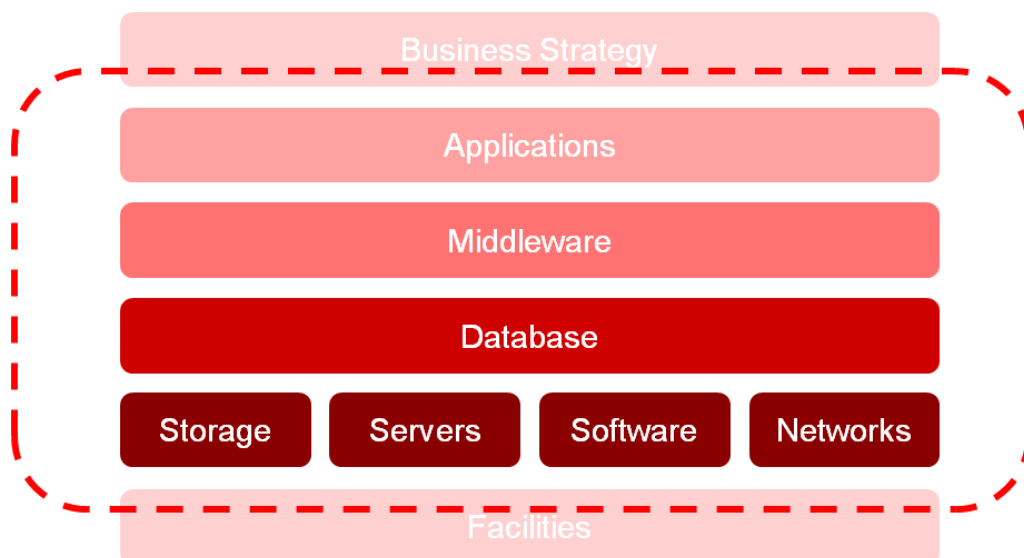 Business Strategy
Applications
Middleware
Database
Storage Servers Software Networks
Facilities